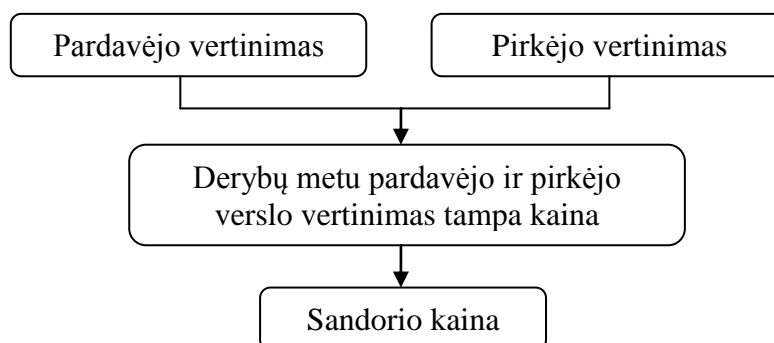 Pardavėjo vertinimas
Pirkėjo vertinimas
Derybų metu pardavėjo ir pirkėjo
verslo vertinimas tampa kaina
Sandorio kaina